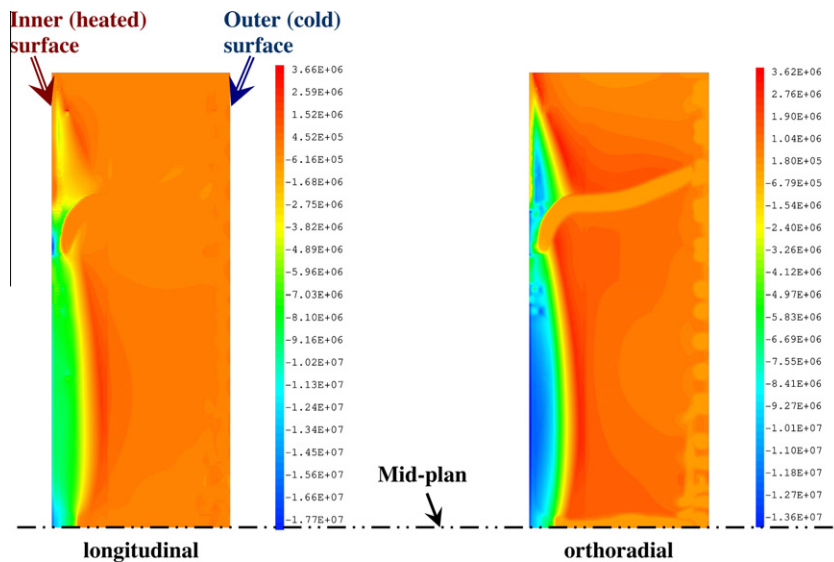 Inner (heated)
surface
Outer (cold)
surface
3.66E+06
2.59E+06
1.52E+06
4.52E+05
-6.16E+05
-1.68E+06
-2.75E+06
-3.82E+06
-4.89E+06
-5.96E+06
-7.03E+06
-8.10E+06
-9.16E+06
-1.02E+07
-1.13E+07
-1.24E+07
-1.34E+07
-1.45E+07
-1.56E+07
-1.66E+07
-1.77E+07
3.62E+06
2.76E+06
1.90E+06
1.04E+06
1.80E+05
-6.79E+05
-1.54E+06
-2.40E+06
-3.26E+06
-4.12E+06
-4.97E+06
-5.83E+06
-6.69E+06
-7.55E+06
-8.41E+06
-9.27E+06
-1.01E+07
-1.10E+07
-1.18E+07
-1.27E+07
-1.36E+07
Mid-plan
longitudinal
orthoradial